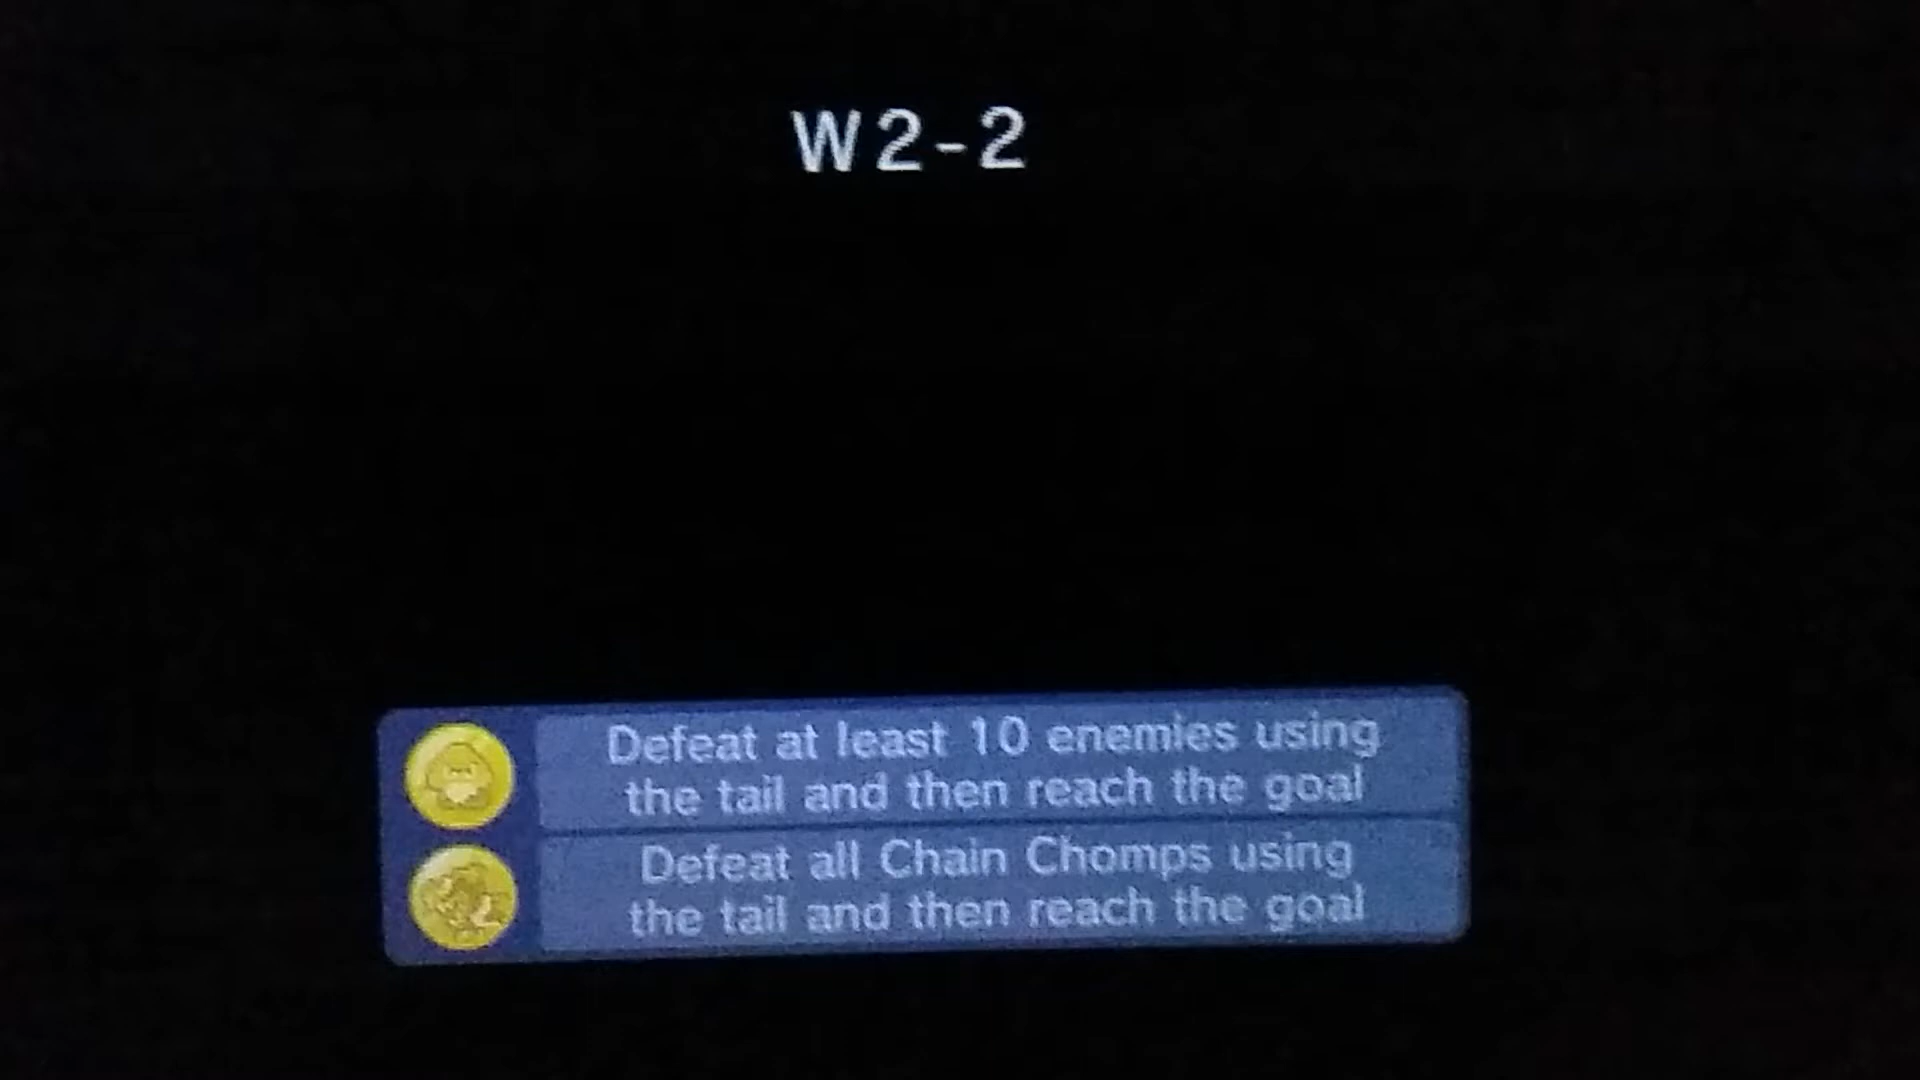 W2-2
Defeat at least 10 enemies using
the tail and then reach the goal
Defeat all Chain Chomps using
the tail and then reach the goal